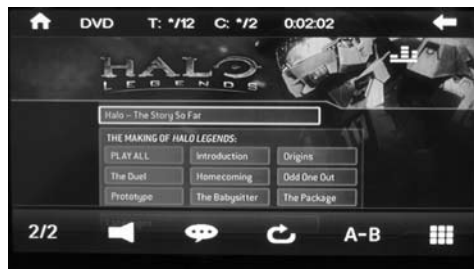 DVD T: */12 C: */2 0:02:02
HALO
LEGENDS
Halo – The Story So Far
THE MAKING OF HALO LEGENDS:
PLAY ALL Introduction Origins
The Duel Homecoming Odd One Out
Prototype The Babysitter The Package
2/2 A-B